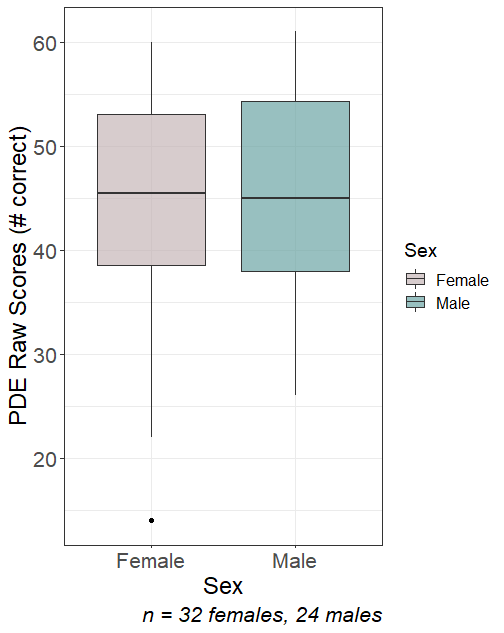 60
50
40
30
20
PDE Raw Scores (# correct)
Female
Male
Sex
n = 32 females, 24 males
Sex
Female
Male